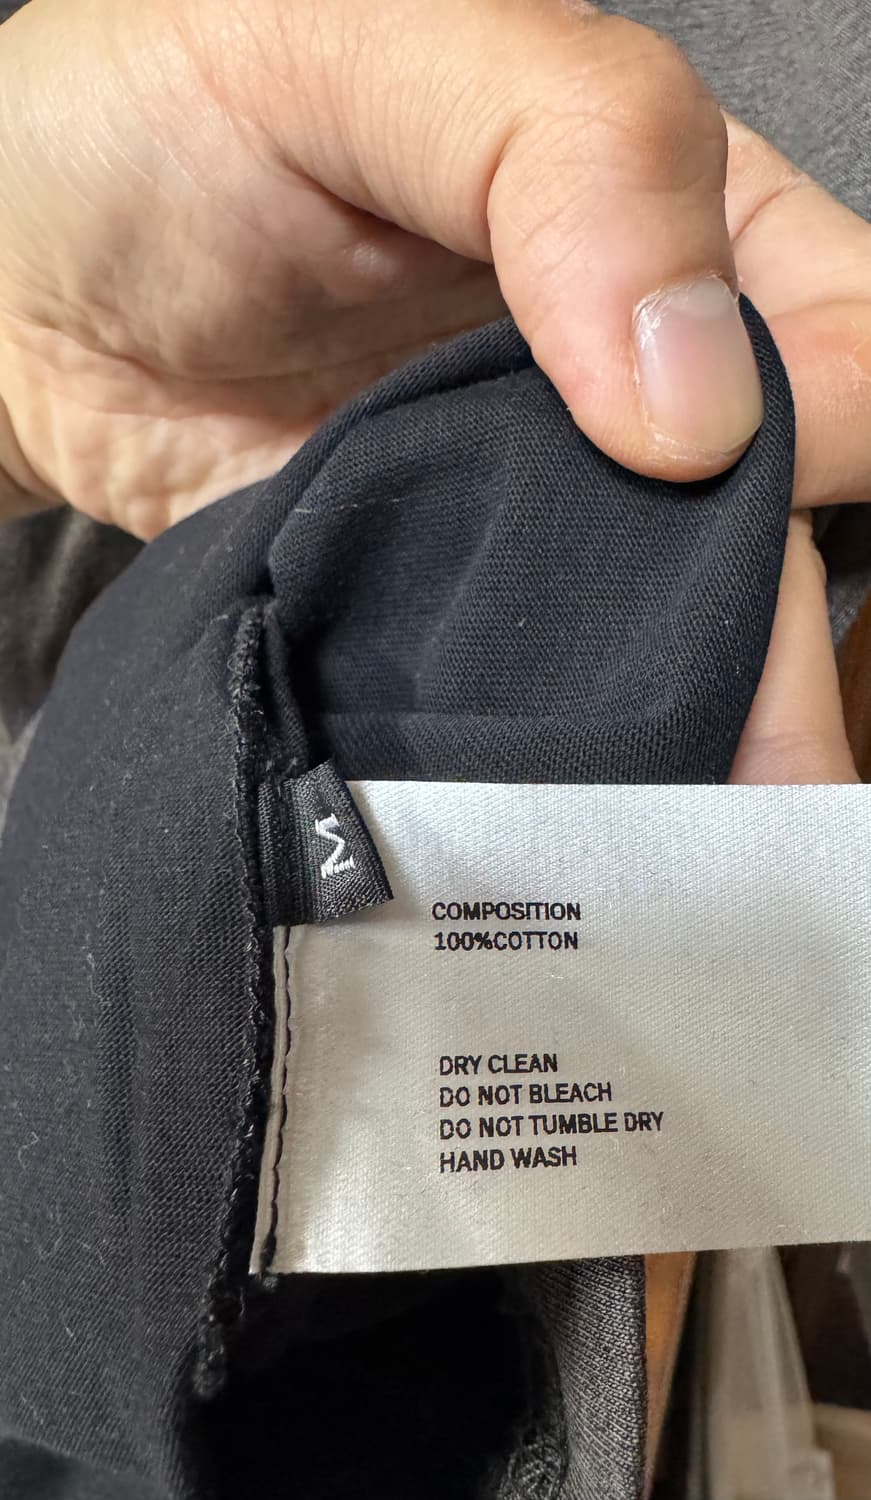 M
COMPOSITION
100%COTTON
DRY CLEAN
DO NOT BLEACH
DO NOT TUMBLE DRY
HAND WASH